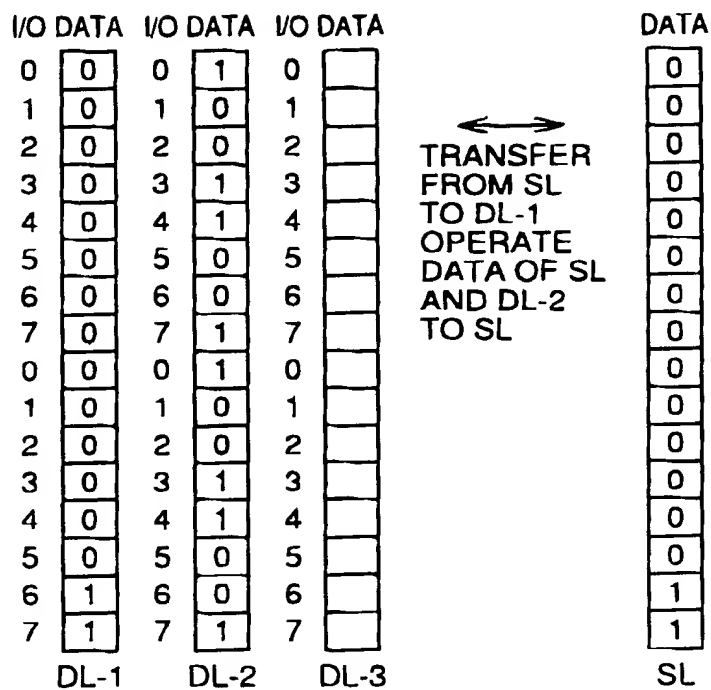 I/O DATA I/O DATA I/O DATA DATA
0 0 0 1 0 0
1 0 1 0 1 0
2 0 2 0 2 0
3 0 3 1 3 0
4 0 4 1 4 0
5 0 5 0 5 0
6 0 6 0 6 0
7 0 7 1 7 0
0 0 0 1 0 0
1 0 1 0 1 0
2 0 2 0 2 0
3 0 3 1 3 0
4 0 4 1 4 0
5 0 5 0 5 0
6 1 6 0 6 1
7 1 7 1 7 1
TRANSFER
FROM SL
TO DL-1
OPERATE
DATA OF SL
AND DL-2
TO SL
DL-1 DL-2 DL-3 SL